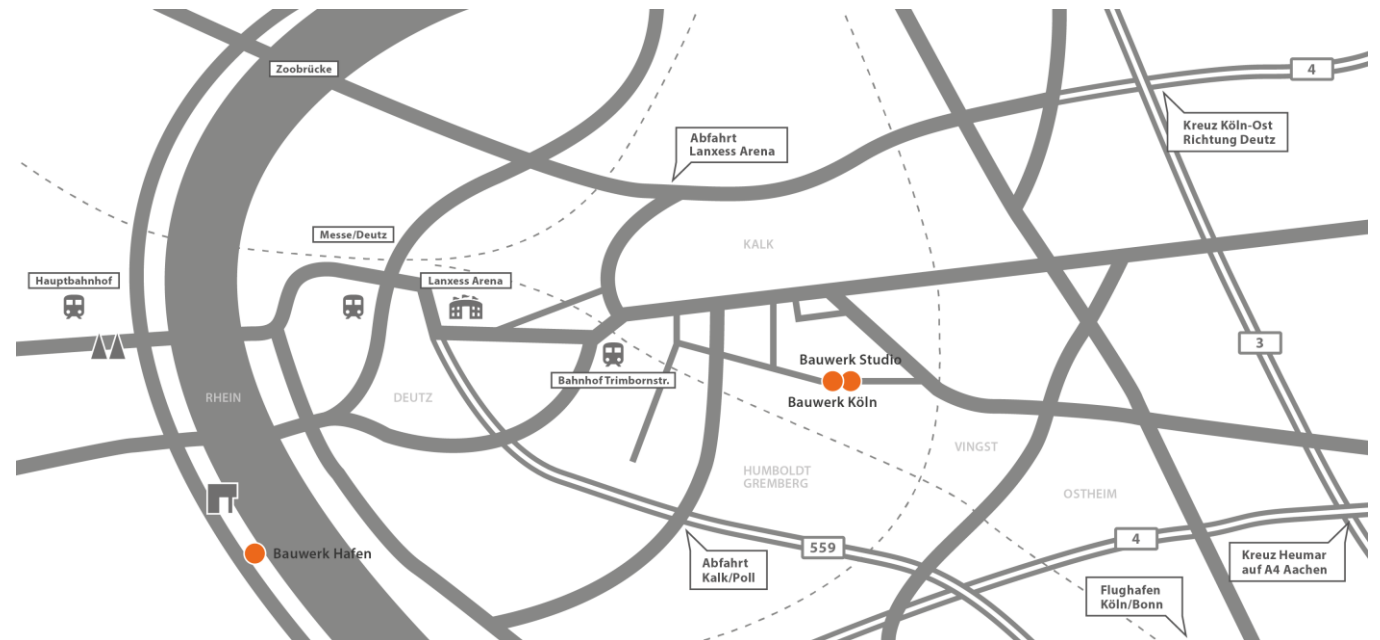 Zoobrücke
4
Kreuz Köln-Ost
Richtung Deutz
Abfahrt
Lanxess Arena
Messe/Deutz
KALK
Hauptbahnhof
Lanxess Arena
3
Bauwerk Studio
Bahnhof Trimbornstr.
RHEIN
DEUTZ
Bauwerk Köln
VINGST
HUMBOLDT
GREMBERG
OSTHEIM
4
559
Bauwerk Hafen
Abfahrt
Kalk/Poll
Kreuz Heumar
auf A4 Aachen
Flughafen
Köln/Bonn